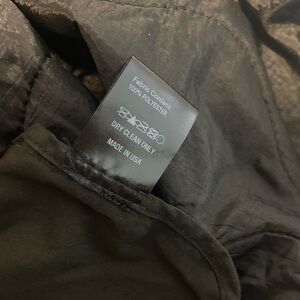 Fabric Content:
100% POLYESTER
DRY CLEAN ONLY
MADE IN USA